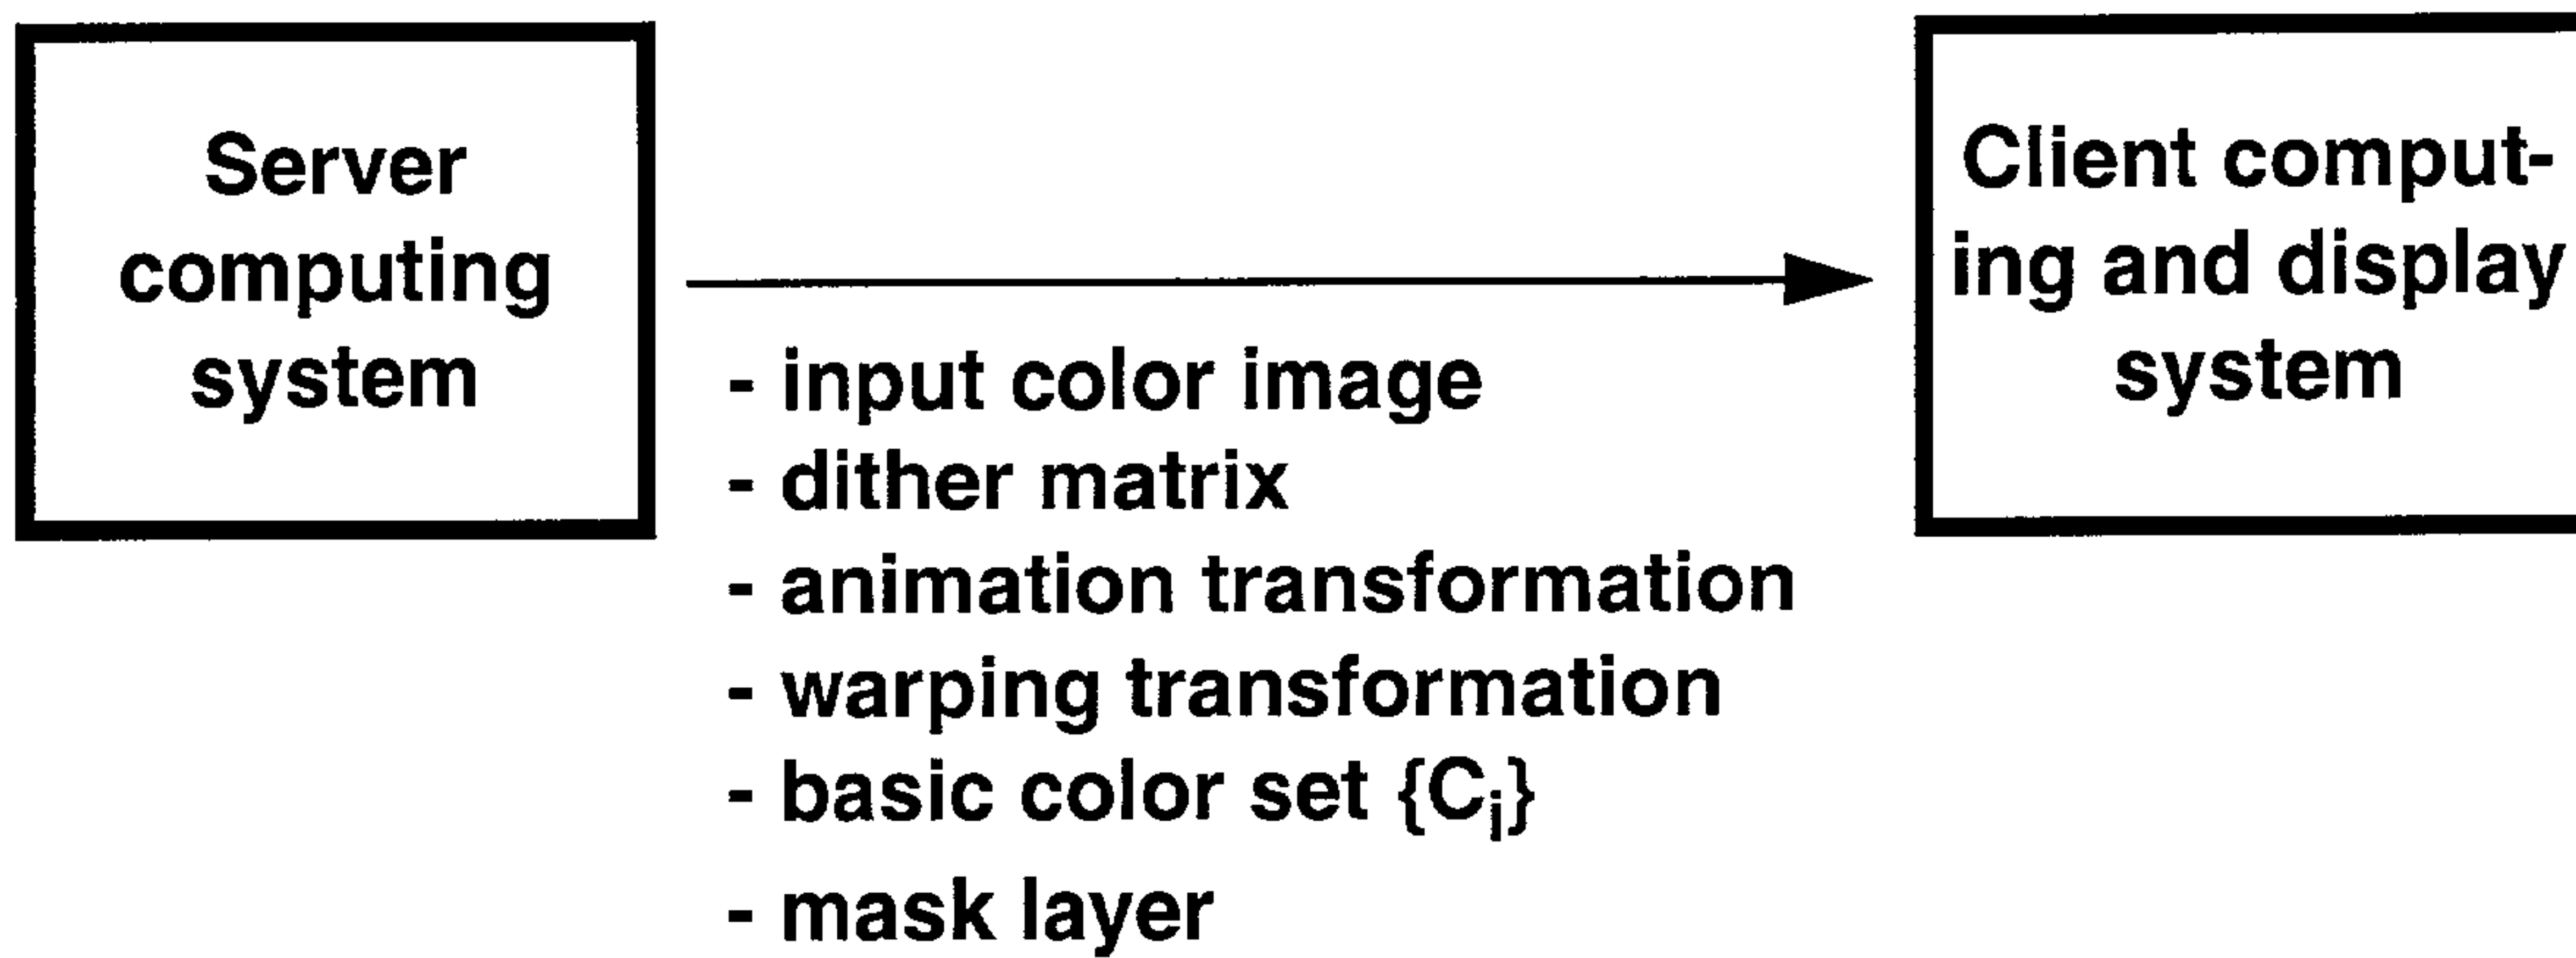 Server
computing
system
Client comput-
ing and display
system
- input color image
- dither matrix
- animation transformation
- warping transformation
- basic color set {Ci}
- mask layer